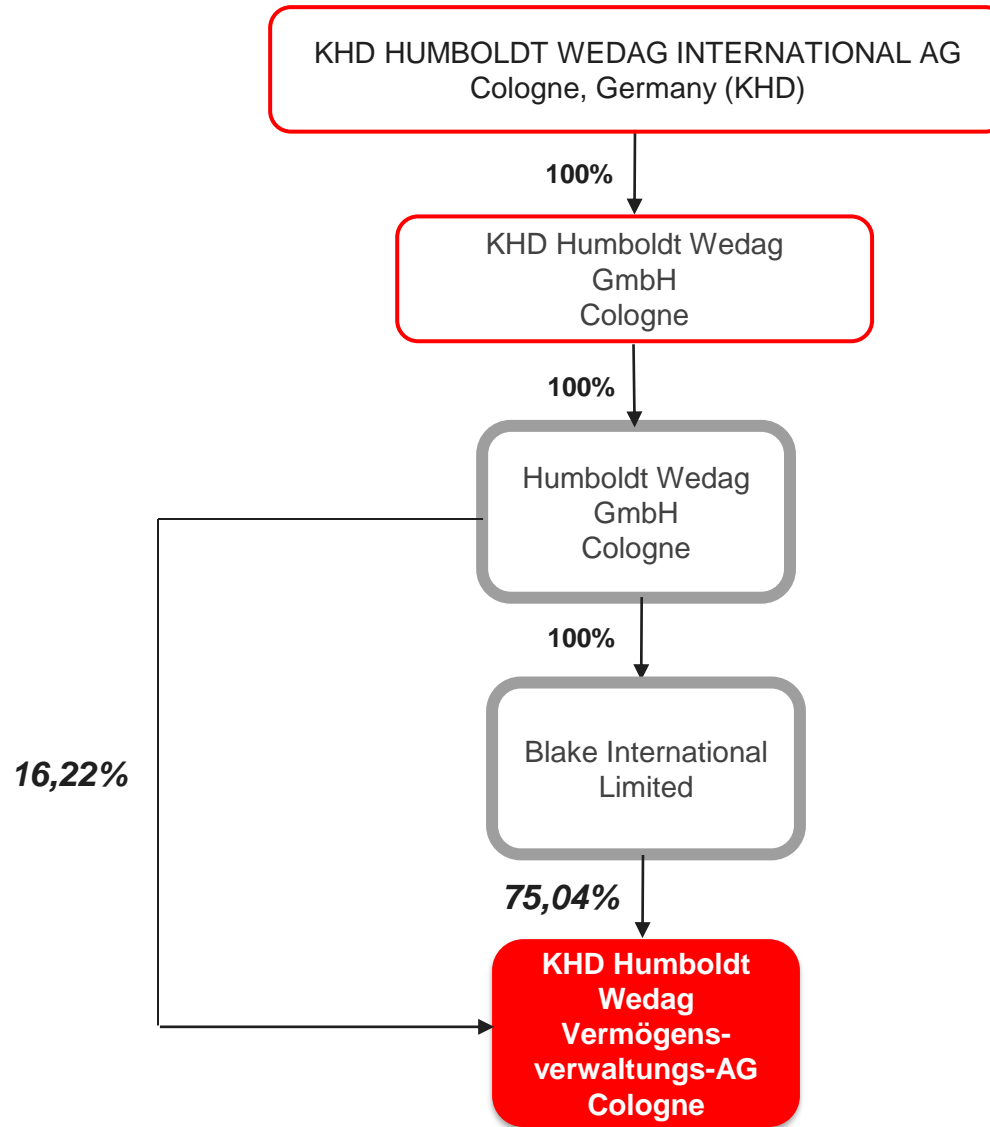 KHD HUMBOLDT WEDAG INTERNATIONAL AG
Cologne, Germany (KHD)
100%
KHD Humboldt Wedag
GmbH
Cologne
100%
Humboldt Wedag
GmbH
Cologne
100%
Blake International
Limited
16,22%
75,04%
KHD Humboldt
Wedag
Vermögens-
verwaltungs-AG
Cologne